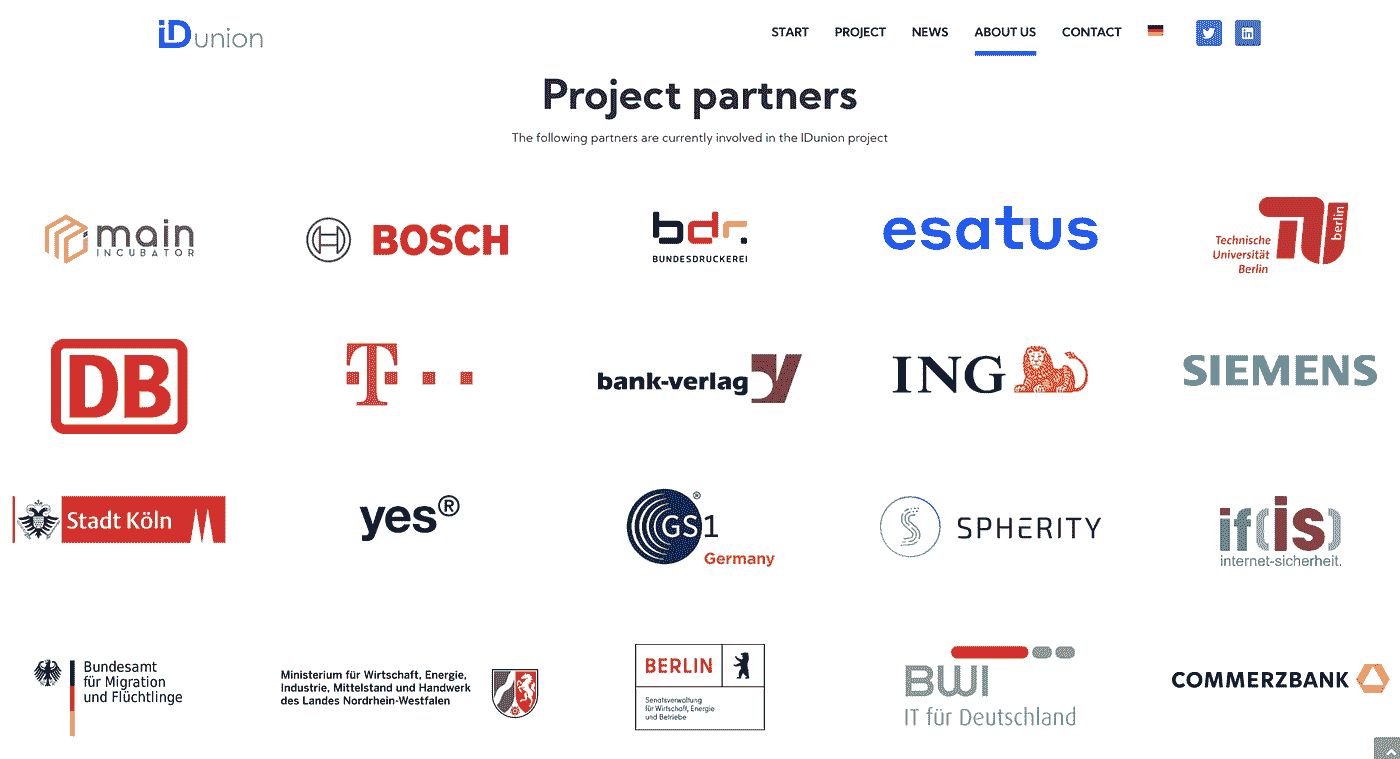 iDunion
START PROJECT NEWS ABOUT US CONTACT
Project partners
The following partners are currently involved in the IDunion project
main
INCUBATOR
BOSCH
bdr.
BUNDESDRUCKEREI
esatus
Technische
Universität
Berlin
berlin
DB
T
bank-verlag
ING
SIEMENS
Stadt Köln
yes®
GS1
®
Germany
SPHERITY
if(is)
internet-sicherheit.
Bundesamt
für Migration
und Flüchtlinge
Ministerium für Wirtschaft, Energie,
Industrie, Mittelstand und Handwerk
des Landes Nordrhein-Westfalen
BERLIN
Senatsverwaltung
für Wirtschaft, Energie
und Betriebe
BWI
IT für Deutschland
COMMERZBANK